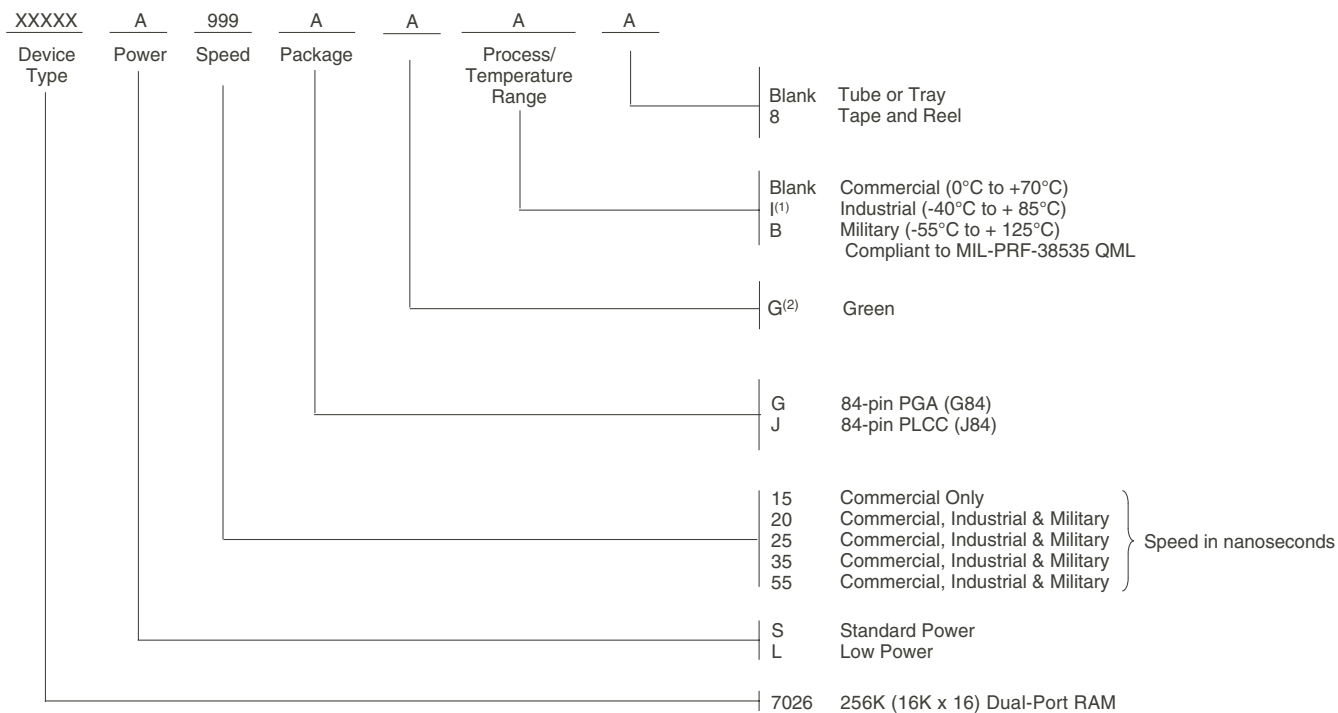 XXXXX A 999 A A A A
Device Type Power Speed Package Process/ Temperature Range
Blank Tube or Tray
8 Tape and Reel
Blank Commercial (0°C to +70°C)
I(1) Industrial (-40°C to + 85°C)
B Military (-55°C to + 125°C)
Compliant to MIL-PRF-38535 QML
G(2) Green
G 84-pin PGA (G84)
J 84-pin PLCC (J84)
15 Commercial Only
20 Commercial, Industrial & Military
25 Commercial, Industrial & Military
35 Commercial, Industrial & Military
55 Commercial, Industrial & Military
Speed in nanoseconds
S Standard Power
L Low Power
7026 256K (16K x 16) Dual-Port RAM